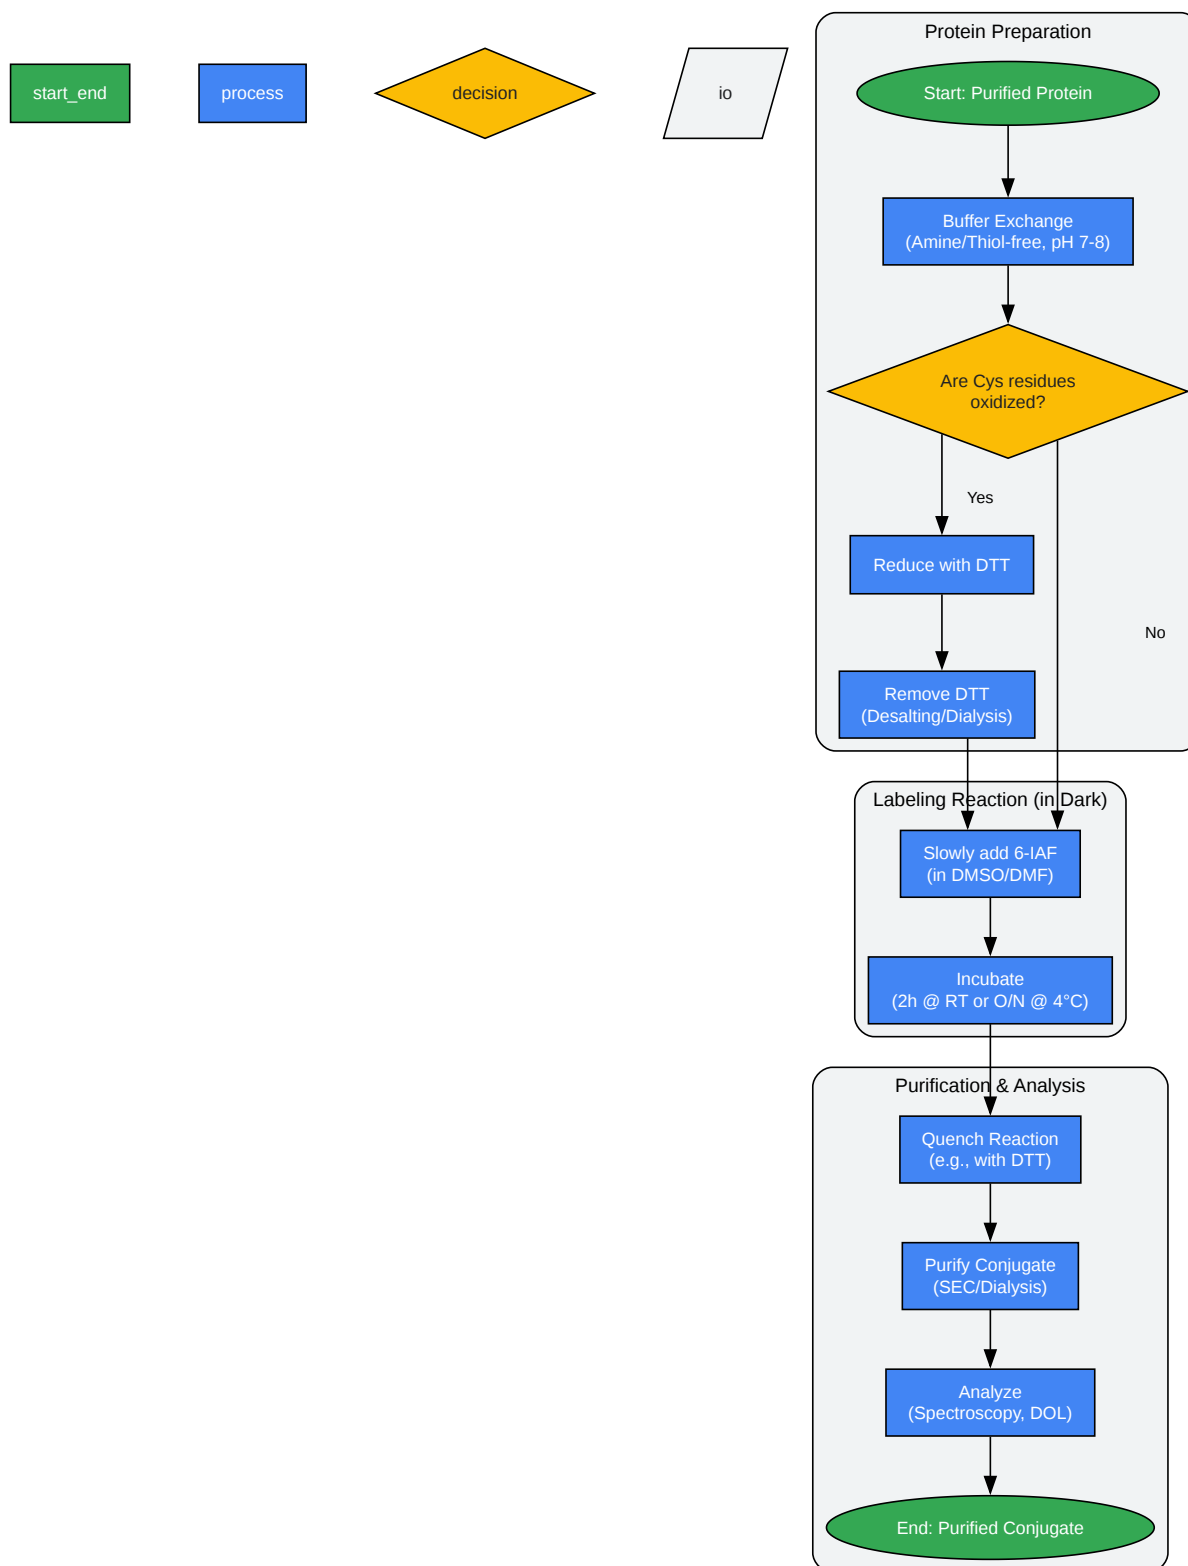 start_end
process
decision
io
Protein Preparation
Start: Purified Protein
Buffer Exchange
(Amine/Thiol-free, pH 7-8)
Are Cys residues
oxidized?
Yes
Reduce with DTT
No
Remove DTT
(Desalting/Dialysis)
Labeling Reaction (in Dark)
Slowly add 6-IAF
(in DMSO/DMF)
Incubate
(2h @ RT or O/N @ 4°C)
Purification & Analysis
Quench Reaction
(e.g., with DTT)
Purify Conjugate
(SEC/Dialysis)
Analyze
(Spectroscopy, DOL)
End: Purified Conjugate